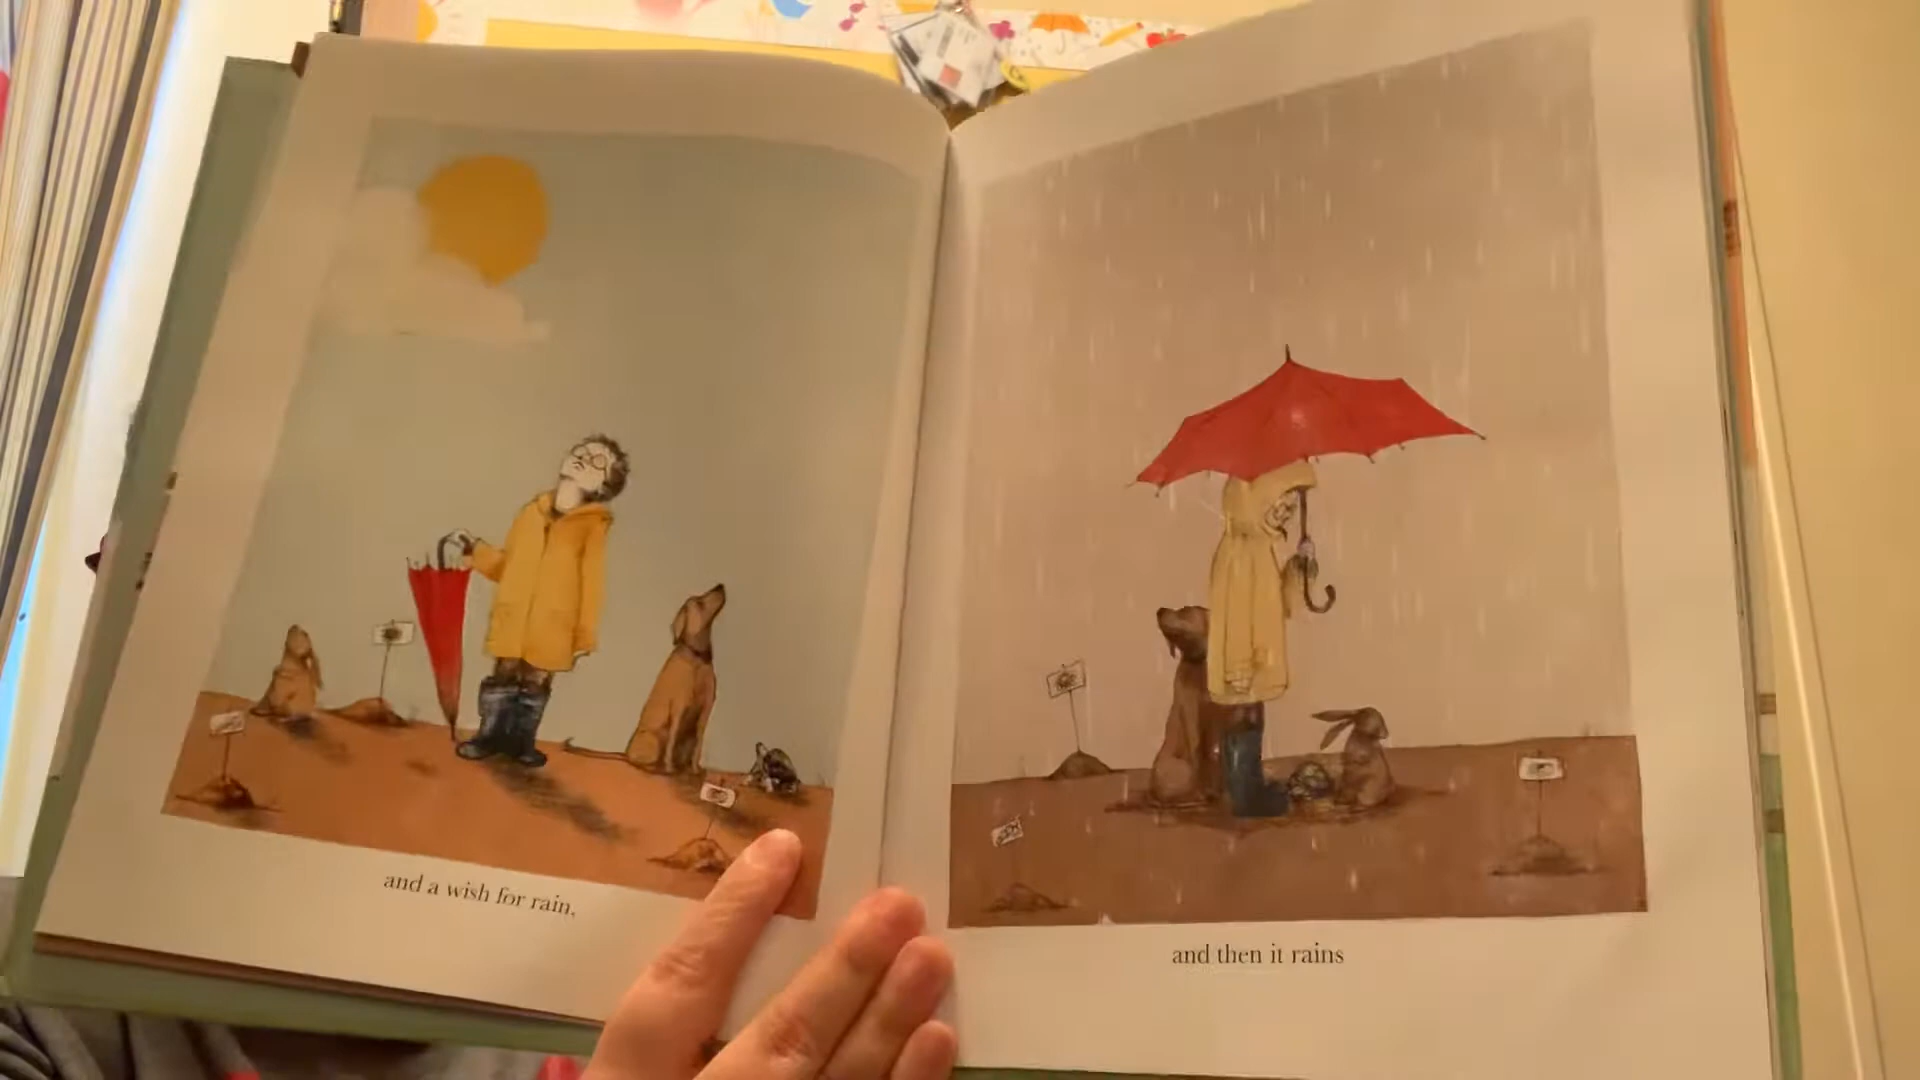 and a wish for rain,
and then it rains